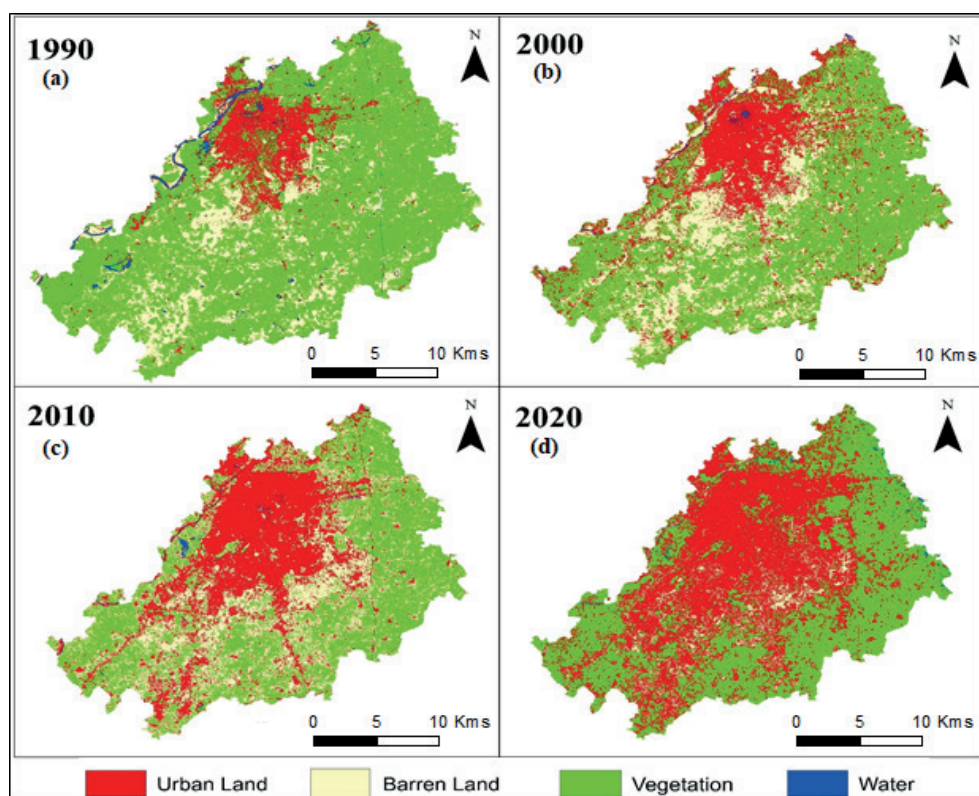 1990
(a)
N
0 5 10 Kms
2000
(b)
N
0 5 10 Kms
2010
(c)
N
0 5 10 Kms
2020
(d)
N
0 5 10 Kms
Urban Land Barren Land Vegetation Water